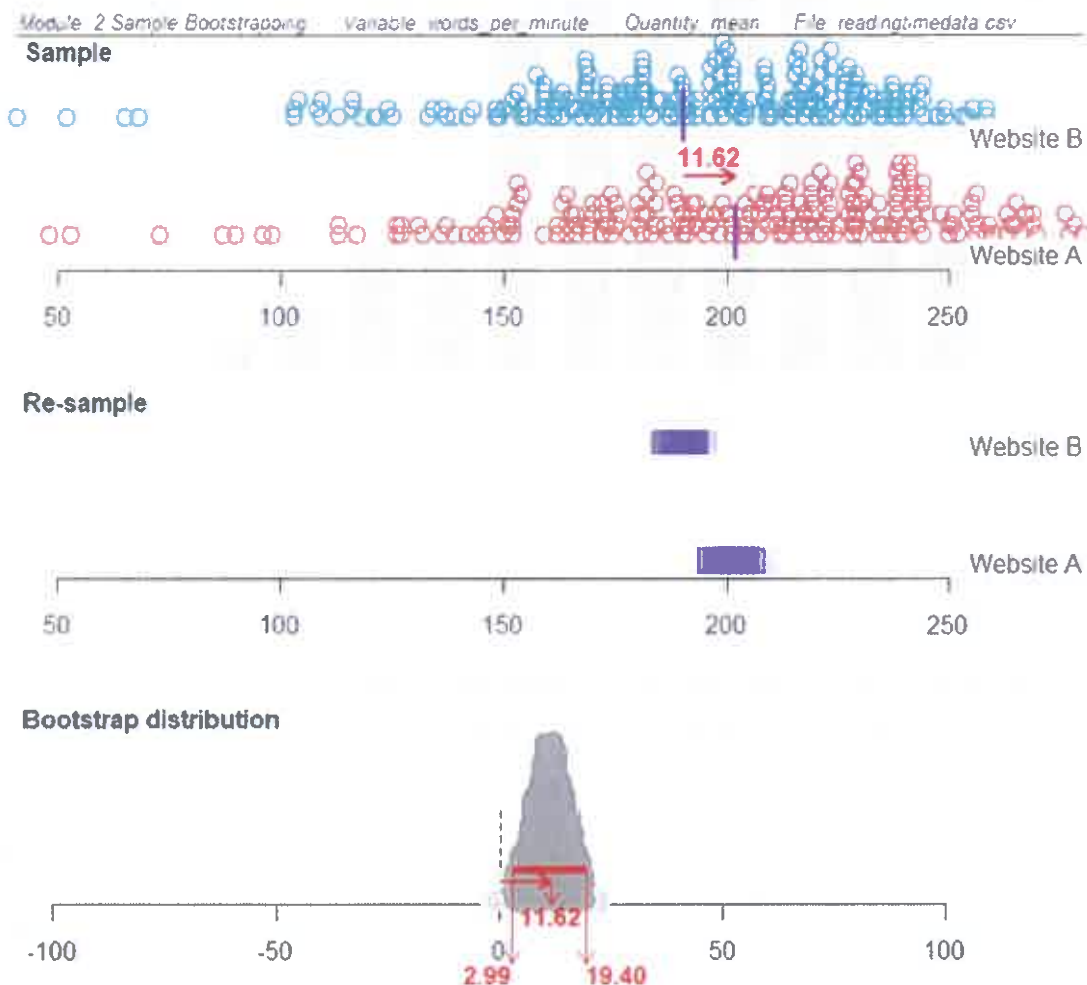 Module 2 Sample Bootstrapping Variable words_per_minute Quantity mean File readingtimedata csv
Sample
Website B
11.62
Website A
50 100 150 200 250
Re-sample
Website B
Website A
50 100 150 200 250
Bootstrap distribution
11.62
-100 -50 0 50 100
2.99 19.40